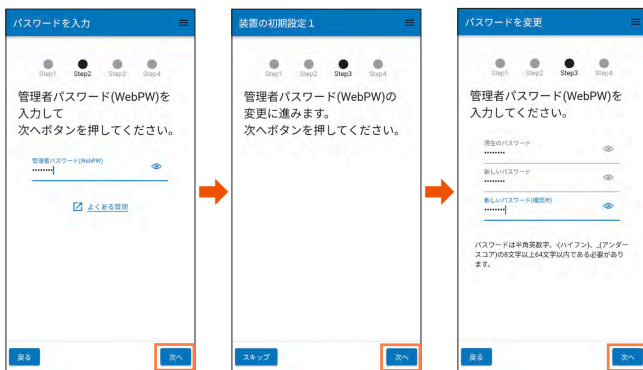 パスワードを入力
Step1 Step2 Step3 Step4
管理者パスワード(WebPW)を
入力して
次へボタンを押してください。
管理者パスワード(WebPW)
••••••••
よくある質問
戻る
次へ
装置の初期設定１
Step1 Step2 Step3 Step4
管理者パスワード(WebPW)の
変更に進みます。
次へボタンを押してください。
スキップ
次へ
パスワードを変更
Step1 Step2 Step3 Step4
管理者パスワード(WebPW)を
入力してください。
現在のパスワード
••••••••
新しいパスワード
••••••••
新しいパスワード(確認用)
••••••••
パスワードは半角英数字、-(ハイフン)、_(アンダー
スコア)の8文字以上64文字以内である必要があり
ます。
戻る
次へ